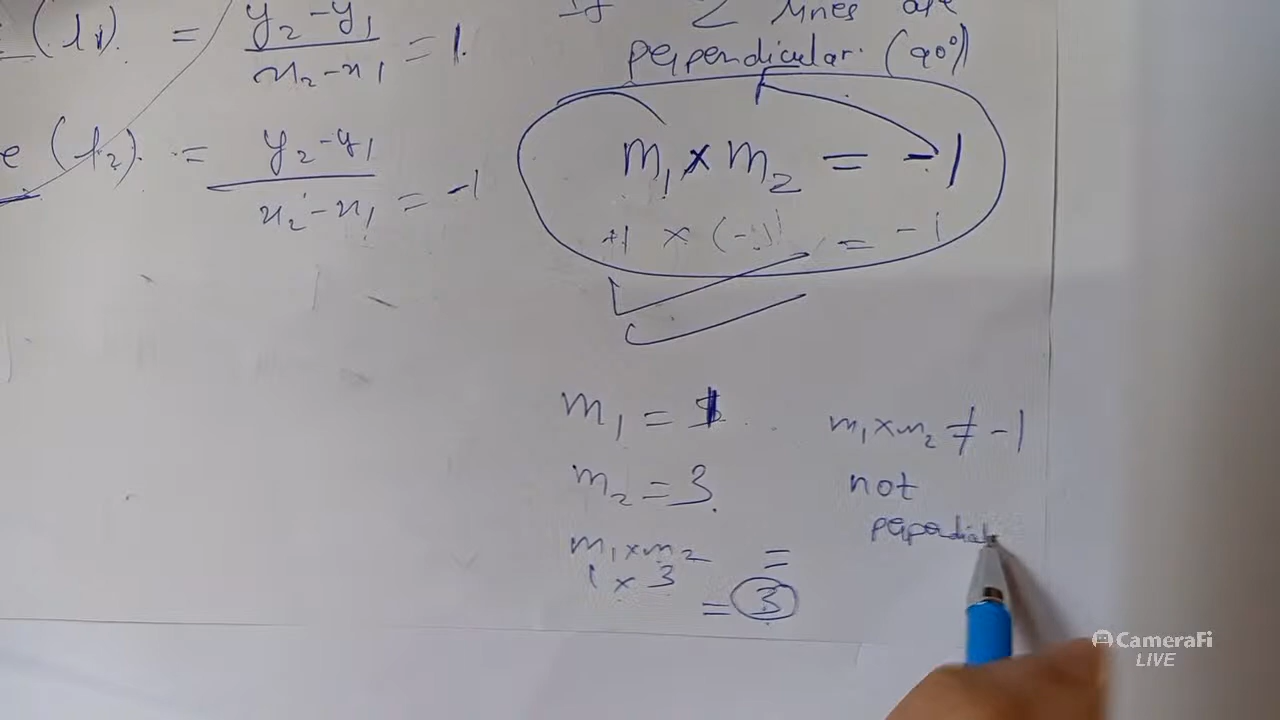 (l1). = y2-y1 / x2-x1 = 1.
If 2 lines are
perpendicular. (90°)
e (l2). = y2-y1 / x2-x1 = -1
m1 × m2 = -1
+1 × (-1) = -1
m1 = 1
m2 = 3.
m1×m2 =
1 × 3
= 3
m1×m2 ≠ -1
not
perpendicul
CameraFi
LIVE